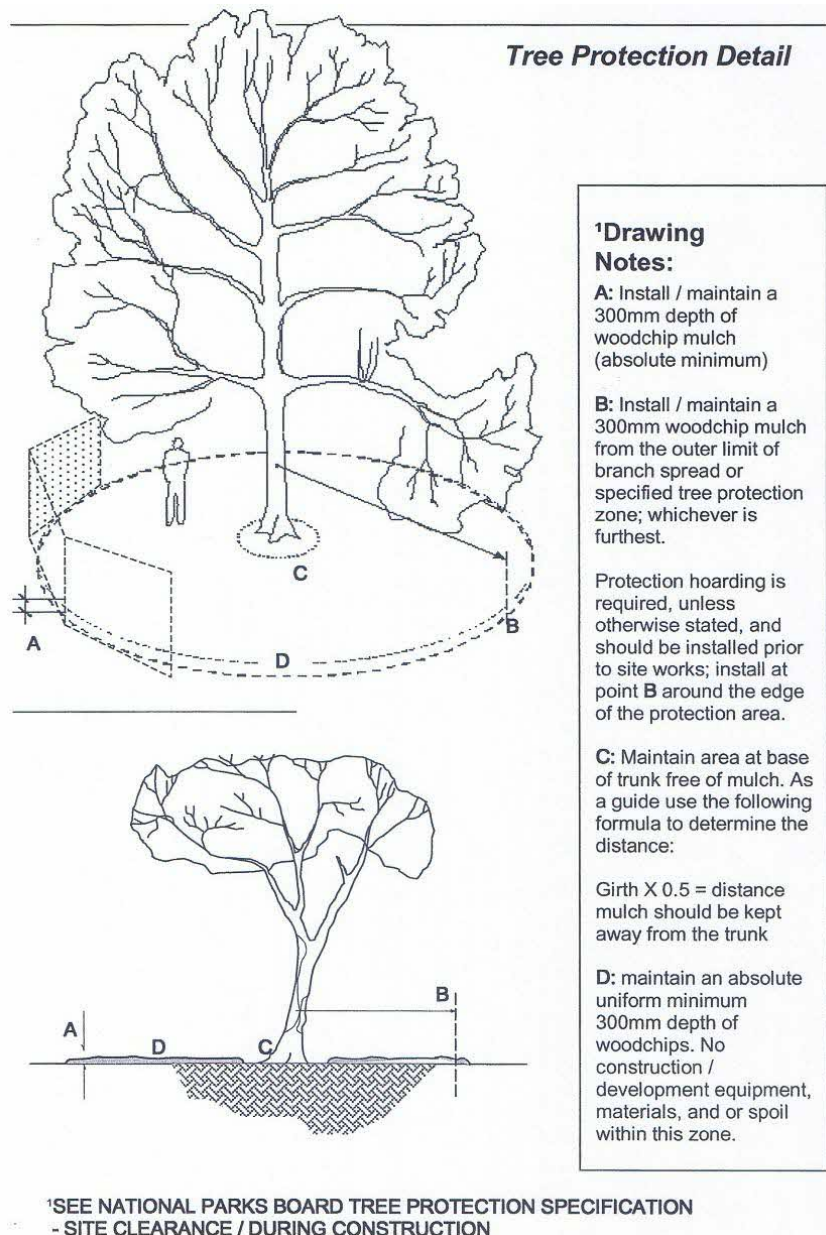 Tree Protection Detail
A
C
B
D
A
D
C
B
¹Drawing
Notes:
A: Install / maintain a
300mm depth of
woodchip mulch
(absolute minimum)
B: Install / maintain a
300mm woodchip mulch
from the outer limit of
branch spread or
specified tree protection
zone; whichever is
furthest.
Protection hoarding is
required, unless
otherwise stated, and
should be installed prior
to site works; install at
point B around the edge
of the protection area.
C: Maintain area at base
of trunk free of mulch. As
a guide use the following
formula to determine the
distance:
Girth X 0.5 = distance
mulch should be kept
away from the trunk
D: maintain an absolute
uniform minimum
300mm depth of
woodchips. No
construction /
development equipment,
materials, and or spoil
within this zone.
¹SEE NATIONAL PARKS BOARD TREE PROTECTION SPECIFICATION
- SITE CLEARANCE / DURING CONSTRUCTION